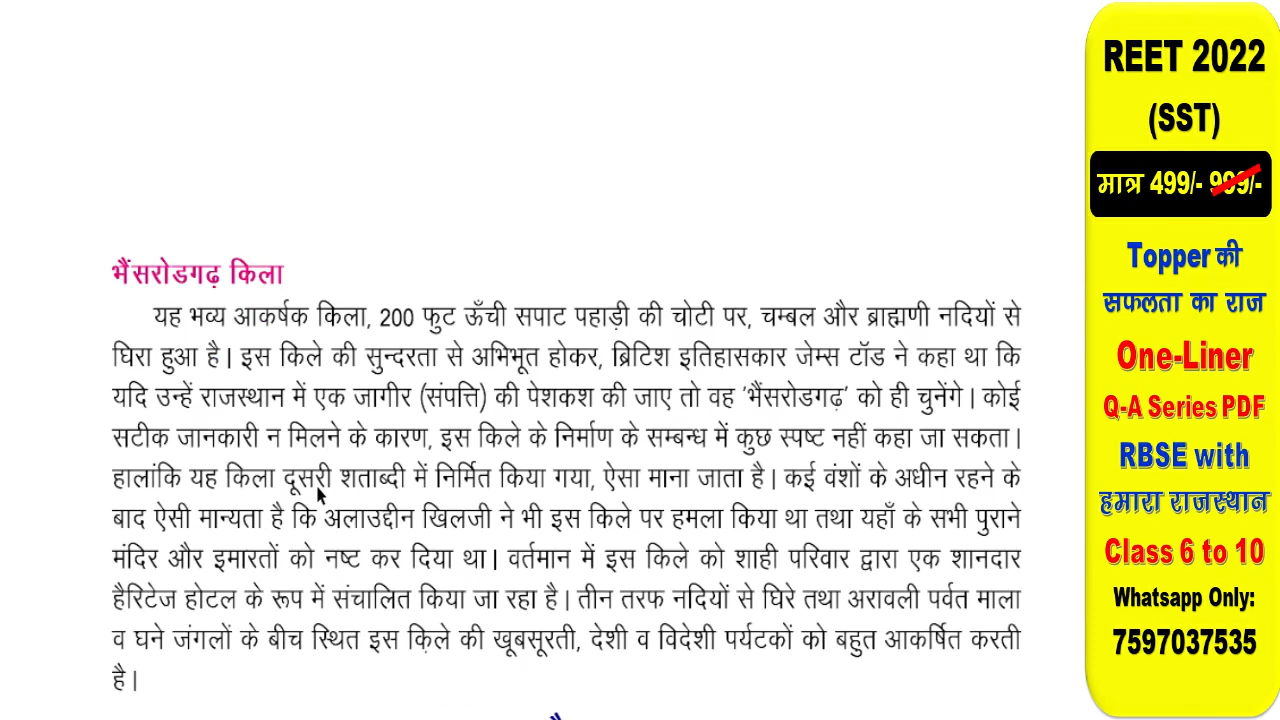 भैंसरोडगढ़ किला
यह भव्य आकर्षक किला, 200 फुट ऊँची सपाट पहाड़ी की चोटी पर, चम्बल और ब्राह्मणी नदियों से
घिरा हुआ है। इस किले की सुन्दरता से अभिभूत होकर, ब्रिटिश इतिहासकार जेम्स टॉड ने कहा था कि
यदि उन्हें राजस्थान में एक जागीर (संपत्ति) की पेशकश की जाए तो वह 'भैंसरोडगढ़' को ही चुनेंगे। कोई
सटीक जानकारी न मिलने के कारण, इस किले के निर्माण के सम्बन्ध में कुछ स्पष्ट नहीं कहा जा सकता।
हालांकि यह किला दूसरी शताब्दी में निर्मित किया गया, ऐसा माना जाता है। कई वंशों के अधीन रहने के
बाद ऐसी मान्यता है कि अलाउद्दीन खिलजी ने भी इस किले पर हमला किया था तथा यहाँ के सभी पुराने
मंदिर और इमारतों को नष्ट कर दिया था। वर्तमान में इस किले को शाही परिवार द्वारा एक शानदार
हैरिटेज होटल के रूप में संचालित किया जा रहा है। तीन तरफ नदियों से घिरे तथा अरावली पर्वत माला
व घने जंगलों के बीच स्थित इस क़िले की खूबसूरती, देशी व विदेशी पर्यटकों को बहुत आकर्षित करती
है।
REET 2022
(SST)
मात्र 499/- 999/-
Topper की
सफलता का राज
One-Liner
Q-A Series PDF
RBSE with
हमारा राजस्थान
Class 6 to 10
Whatsapp Only:
7597037535